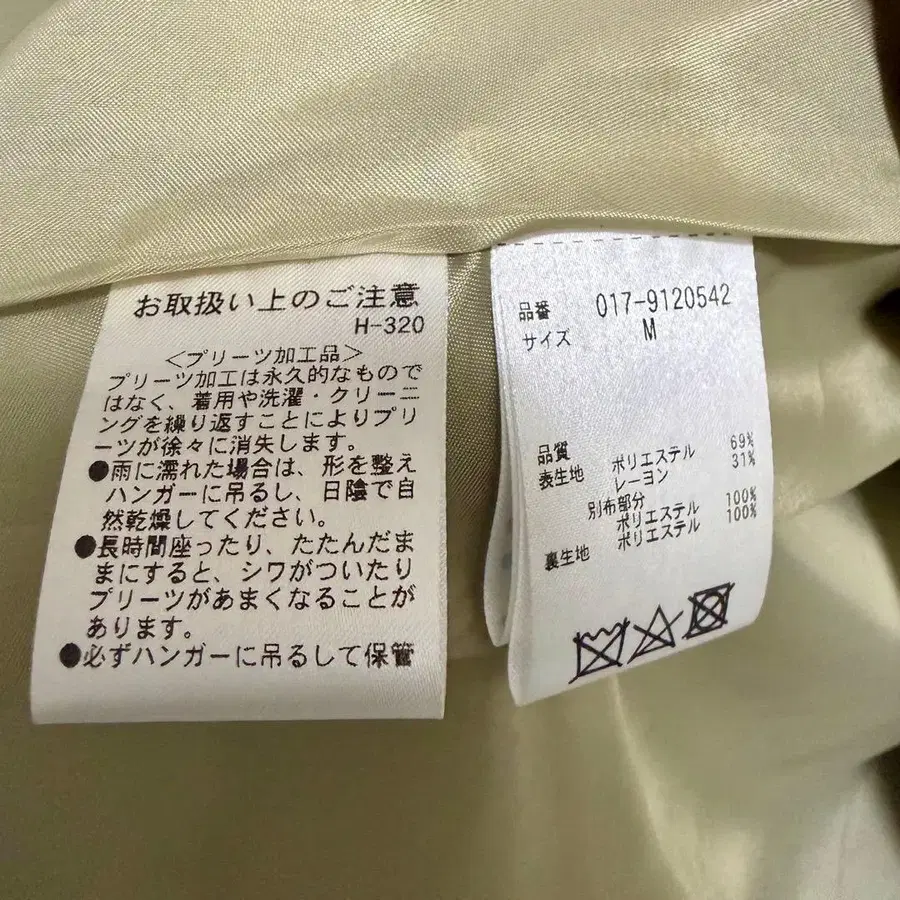 お取扱い上のご注意
H-320
＜プリーツ加工品＞
プリーツ加工は永久的なもので
はなく、着用や洗濯・クリーニ
ングを繰り返すことによりプリ
ーツが徐々に消失します。
●雨に濡れた場合は、形を整え
ハンガーに吊るし、日陰で自
然乾燥してください。
●長時間座ったり、たたんだま
まにすると、シワがついたり
プリーツがあまくなることが
あります。
●必ずハンガーに吊るして保管
品番 017-9120542
サイズ M
品質
表生地 ポリエステル 69%
レーヨン 31%
別布部分
ポリエステル 100%
裏生地 ポリエステル 100%